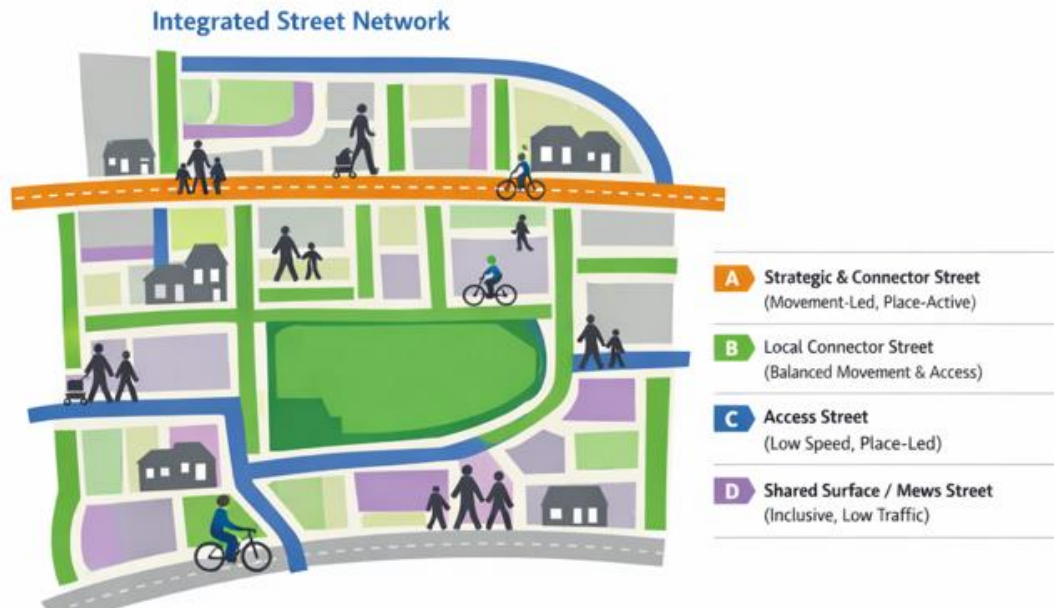 Integrated Street Network
A Strategic & Connector Street
(Movement-Led, Place-Active)
B Local Connector Street
(Balanced Movement & Access)
C Access Street
(Low Speed, Place-Led)
D Shared Surface / Mews Street
(Inclusive, Low Traffic)